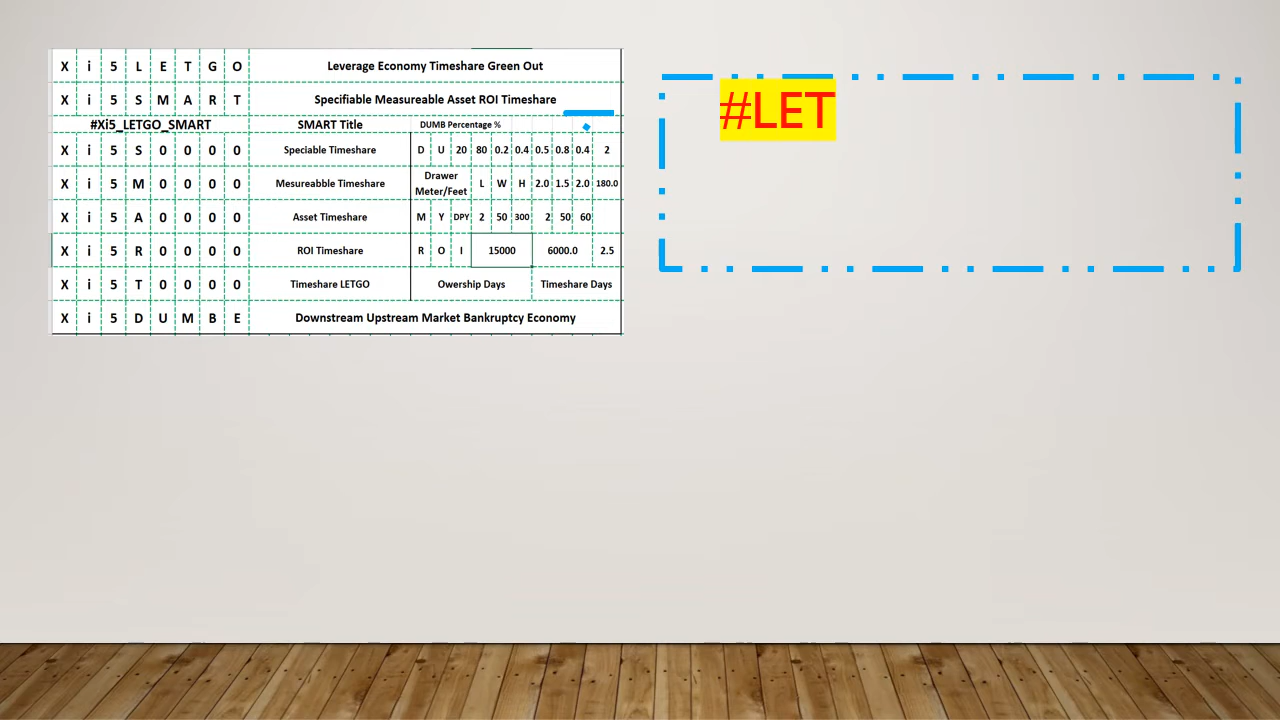 X i 5 L E T G O Leverage Economy Timeshare Green Out
X i 5 S M A R T Specifiable Measureable Asset ROI Timeshare
#Xi5_LETGO_SMART SMART Title DUMB Percentage %
X i 5 S 0 0 0 0 Speciable Timeshare D U 20 80 0.2 0.4 0.5 0.8 0.4 2
X i 5 M 0 0 0 0 Mesureabble Timeshare Drawer Meter/Feet L W H 2.0 1.5 2.0 180.0
X i 5 A 0 0 0 0 Asset Timeshare M Y DPY 2 50 300 2 50 60
X i 5 R 0 0 0 0 ROI Timeshare R O I 15000 6000.0 2.5
X i 5 T 0 0 0 0 Timeshare LETGO Owership Days Timeshare Days
X i 5 D U M B E Downstream Upstream Market Bankruptcy Economy
#LET